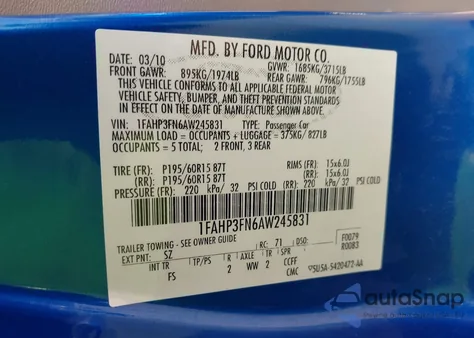 MFD. BY FORD MOTOR CO.
DATE: 03/10 GVWR: 1685KG/3715LB
FRONT GAWR: 895KG/1974LB REAR GAWR: 796KG/1755LB
THIS VEHICLE CONFORMS TO ALL APPLICABLE FEDERAL MOTOR
VEHICLE SAFETY, BUMPER, AND THEFT PREVENTION STANDARDS
IN EFFECT ON THE DATE OF MANUFACTURE SHOWN ABOVE.
VIN: 1FAHP3FN6AW245831 TYPE: Passenger Car
MAXIMUM LOAD = OCCUPANTS + LUGGAGE = 375KG / 827LB
OCCUPANTS = 5 TOTAL; 2 FRONT, 3 REAR
TIRE (FR): P195/60R15 87T RIMS (FR): 15x6.0J
(RR): P195/60R15 87T (RR): 15x6.0J
PRESSURE (FR): 220 kPa/ 32 PSI COLD (RR): 220 kPa/ 32 PSI COLD
1FAHP3FN6AW245831
TRAILER TOWING - SEE OWNER GUIDE F0079
EXT PNT: SZ RC: 71 DSO: R0083
INT TR TP/PS R AXLE TR SPR
FS 2 WW 2 CCFF
CMC 5U5A-5420472-AA
autoSnap